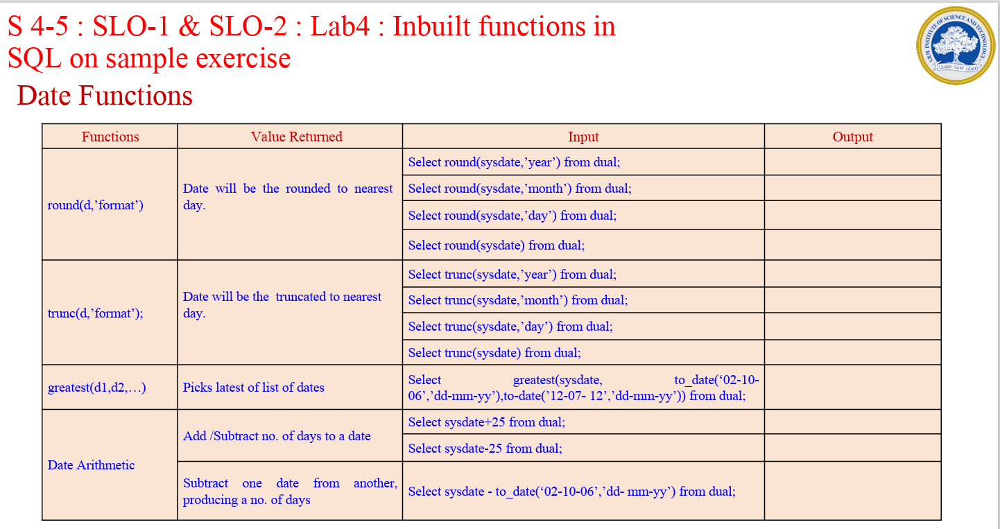 S 4-5 : SLO-1 & SLO-2 : Lab4 : Inbuilt functions in
SQL on sample exercise
SRM INSTITUTE OF SCIENCE AND TECHNOLOGY
LEARN - LEAP - LEAD
Date Functions
Functions
Value Returned
Input
Output
round(d,’format’)
Date will be the rounded to nearest
day.
Select round(sysdate,’year’) from dual;
Select round(sysdate,’month’) from dual;
Select round(sysdate,’day’) from dual;
Select round(sysdate) from dual;
trunc(d,’format’);
Date will be the truncated to nearest
day.
Select trunc(sysdate,’year’) from dual;
Select trunc(sysdate,’month’) from dual;
Select trunc(sysdate,’day’) from dual;
Select trunc(sysdate) from dual;
greatest(d1,d2,…)
Picks latest of list of dates
Select greatest(sysdate, to_date(‘02-10-
06’,’dd-mm-yy’),to-date(’12-07- 12’,’dd-mm-yy’)) from dual;
Date Arithmetic
Add /Subtract no. of days to a date
Select sysdate+25 from dual;
Select sysdate-25 from dual;
Subtract one date from another,
producing a no. of days
Select sysdate - to_date(‘02-10-06’,’dd- mm-yy’) from dual;